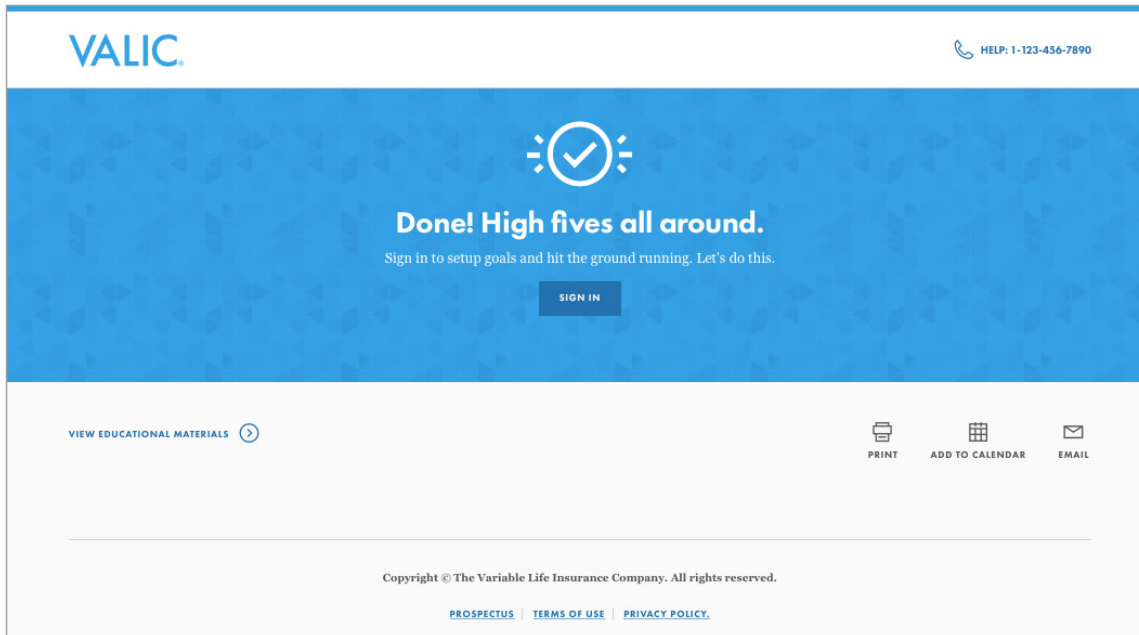 VALIC®
HELP: 1-123-456-7890
Done! High fives all around.
Sign in to setup goals and hit the ground running. Let's do this.
SIGN IN
VIEW EDUCATIONAL MATERIALS
PRINT
ADD TO CALENDAR
EMAIL
Copyright © The Variable Life Insurance Company. All rights reserved.
PROSPECTUS | TERMS OF USE | PRIVACY POLICY.